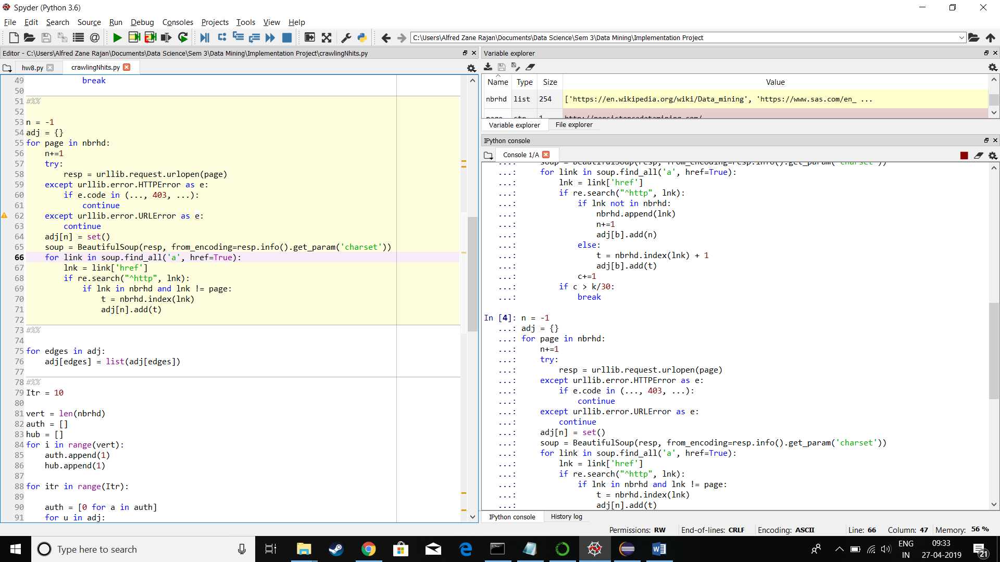 Spyder (Python 3.6)
File Edit Search Source Run Debug Consoles Projects Tools View Help
C:\Users\Alfred Zane Rajan\Documents\Data Science\Sem 3\Data Mining\Implementation Project
Editor - C:\Users\Alfred Zane Rajan\Documents\Data Science\Sem 3\Data Mining\Implementation Project\crawlingNhits.py
hw8.py crawlingNhits.py
49             break
50
51 #%%
52
53 n = -1
54 adj = {}
55 for page in nbrhd:
56     n+=1
57     try:
58         resp = urllib.request.urlopen(page)
59     except urllib.error.HTTPError as e:
60         if e.code in (..., 403, ...):
61             continue
62     except urllib.error.URLError as e:
63         continue
64     adj[n] = set()
65     soup = BeautifulSoup(resp, from_encoding=resp.info().get_param('charset'))
66     for link in soup.find_all('a', href=True):
67         lnk = link['href']
68         if re.search("^http", lnk):
69             if lnk in nbrhd and lnk != page:
70                 t = nbrhd.index(lnk)
71                 adj[n].add(t)
72
73 #%%
74
75 for edges in adj:
76     adj[edges] = list(adj[edges])
77
78 #%%
79 Itr = 10
80
81 vert = len(nbrhd)
82 auth = []
83 hub = []
84 for i in range(vert):
85     auth.append(1)
86     hub.append(1)
87
88 for itr in range(Itr):
89
90     auth = [0 for a in auth]
91     for u in adj:
Variable explorer
Name Type Size Value
nbrhd list 254 ['https://en.wikipedia.org/wiki/Data_mining', 'https://www.sas.com/en_ ...
page str 1 http://persistencedatamining.com/
Variable explorer File explorer
IPython console
Console 1/A
...:     soup = BeautifulSoup(resp, from_encoding=resp.info().get_param('charset'))
...:     for link in soup.find_all('a', href=True):
...:         lnk = link['href']
...:         if re.search("^http", lnk):
...:             if lnk not in nbrhd:
...:                 nbrhd.append(lnk)
...:                 n+=1
...:                 adj[b].add(n)
...:             else:
...:                 t = nbrhd.index(lnk) + 1
...:                 adj[b].add(t)
...:             c+=1
...:         if c > k/30:
...:             break
In [4]: n = -1
...: adj = {}
...: for page in nbrhd:
...:     n+=1
...:     try:
...:         resp = urllib.request.urlopen(page)
...:     except urllib.error.HTTPError as e:
...:         if e.code in (..., 403, ...):
...:             continue
...:     except urllib.error.URLError as e:
...:         continue
...:     adj[n] = set()
...:     soup = BeautifulSoup(resp, from_encoding=resp.info().get_param('charset'))
...:     for link in soup.find_all('a', href=True):
...:         lnk = link['href']
...:         if re.search("^http", lnk):
...:             if lnk in nbrhd and lnk != page:
...:                 t = nbrhd.index(lnk)
...:                 adj[n].add(t)
IPython console History log
Permissions: RW End-of-lines: CRLF Encoding: ASCII Line: 66 Column: 47 Memory: 56 %
Type here to search
ENG
IN
09:33
27-04-2019
21